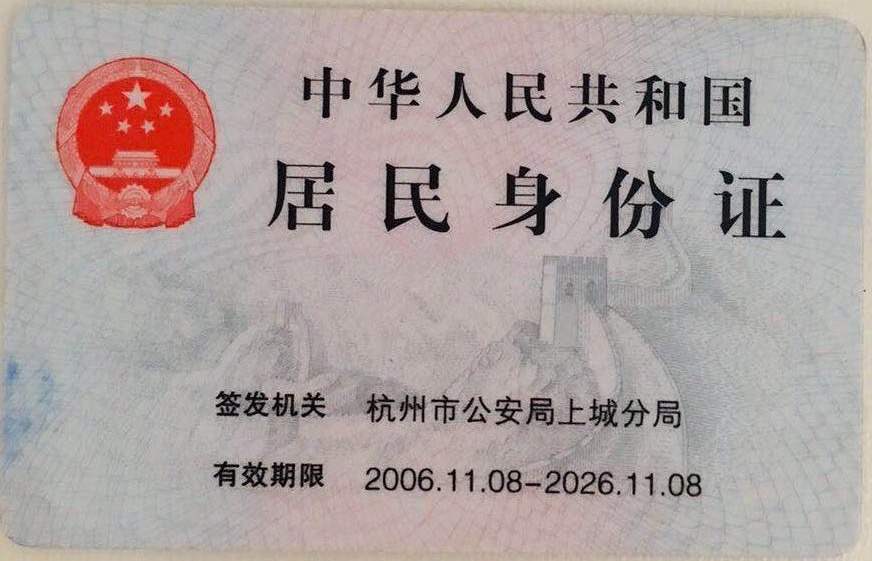 中华人民共和国
居民身份证
签发机关 杭州市公安局上城分局
有效期限 2006.11.08-2026.11.08